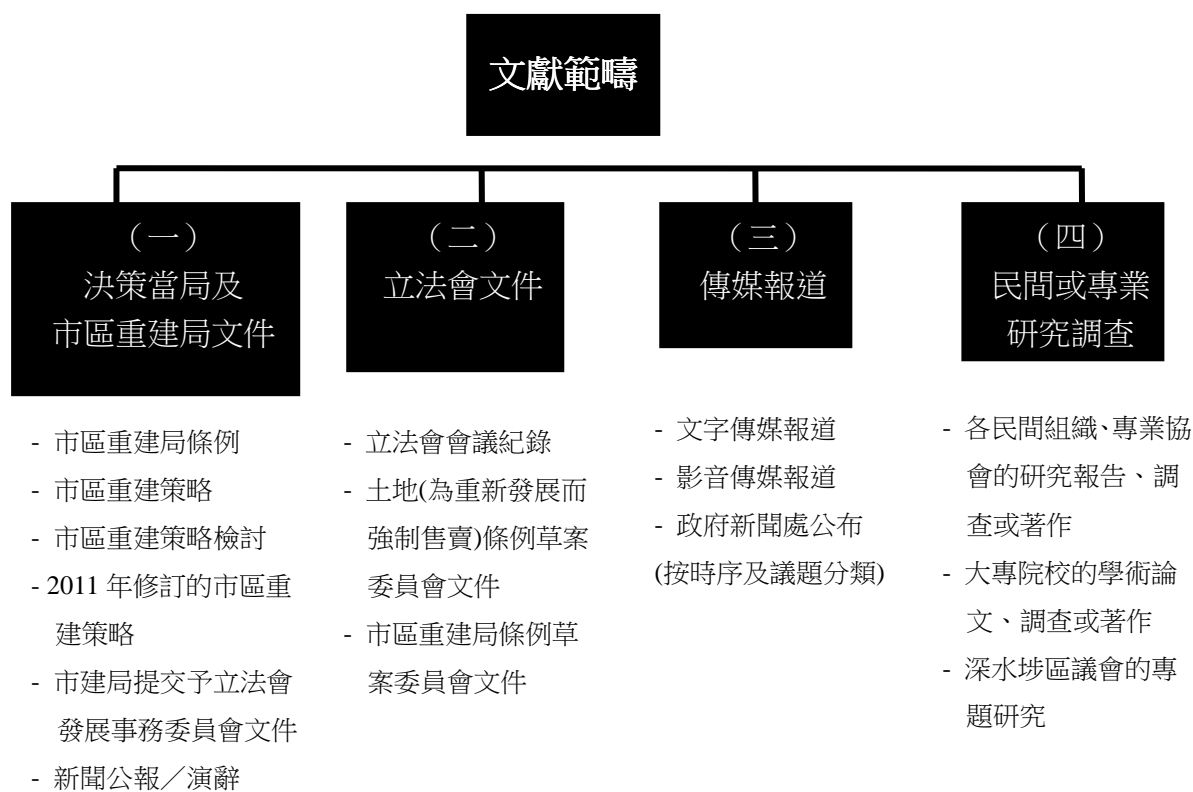 文獻範疇
（一）
決策當局及
市區重建局文件
- 市區重建局條例
- 市區重建策略
- 市區重建策略檢討
- 2011 年修訂的市區重
建策略
- 市建局提交予立法會
發展事務委員會文件
- 新聞公報／演辭
（二）
立法會文件
- 立法會會議紀錄
- 土地(為重新發展而
強制售賣)條例草案
委員會文件
- 市區重建局條例草
案委員會文件
（三）
傳媒報道
- 文字傳媒報道
- 影音傳媒報道
- 政府新聞處公布
(按時序及議題分類)
（四）
民間或專業
研究調查
- 各民間組織、專業協
會的研究報告、調
查或著作
- 大專院校的學術論
文、調查或著作
- 深水埗區議會的專
題研究